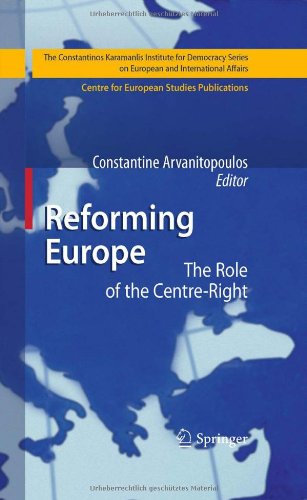 Urheberrechtlich geschütztes Material
The Constantinos Karamanlis Institute for Democracy Series
on European and International Affairs
Centre for European Studies Publications
Constantine Arvanitopoulos
Editor
Reforming
Europe
The Role
of the Centre-Right
Springer
Urheberrechtlich geschütztes Material